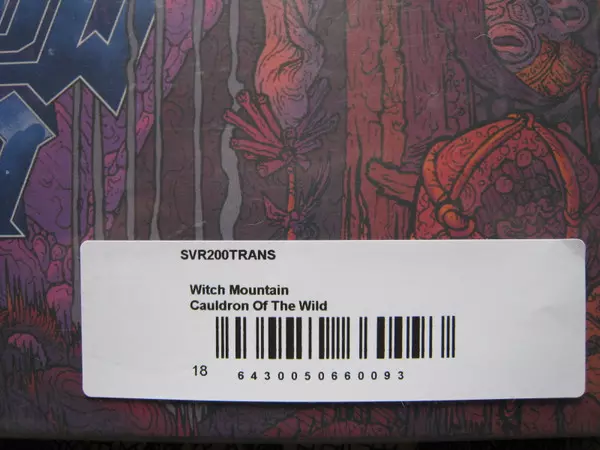 SVR200TRANS
Witch Mountain
Cauldron Of The Wild
18
6430050660093